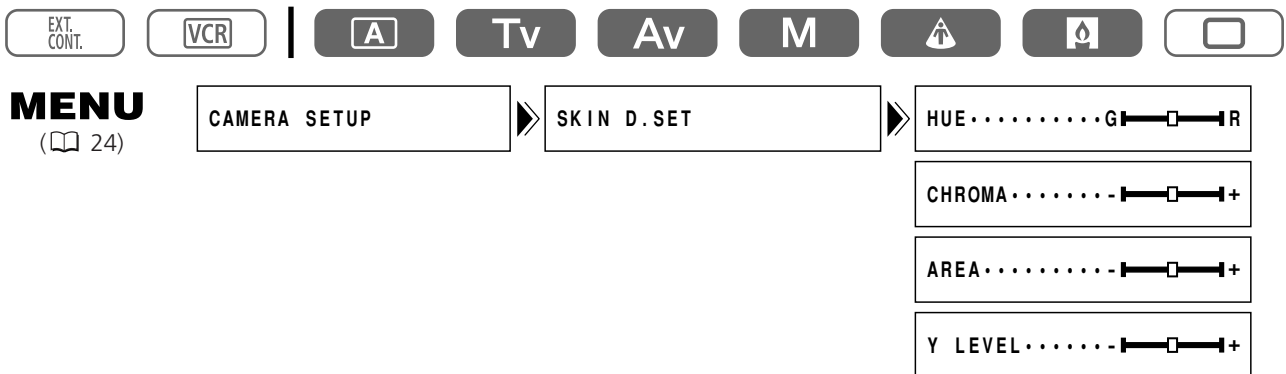 EXT. CONT. VCR A Tv Av M
MENU CAMERA SETUP SKIN D.SET HUE··········G R
( 24)
CHROMA·······- +
AREA·········- +
Y LEVEL······- +